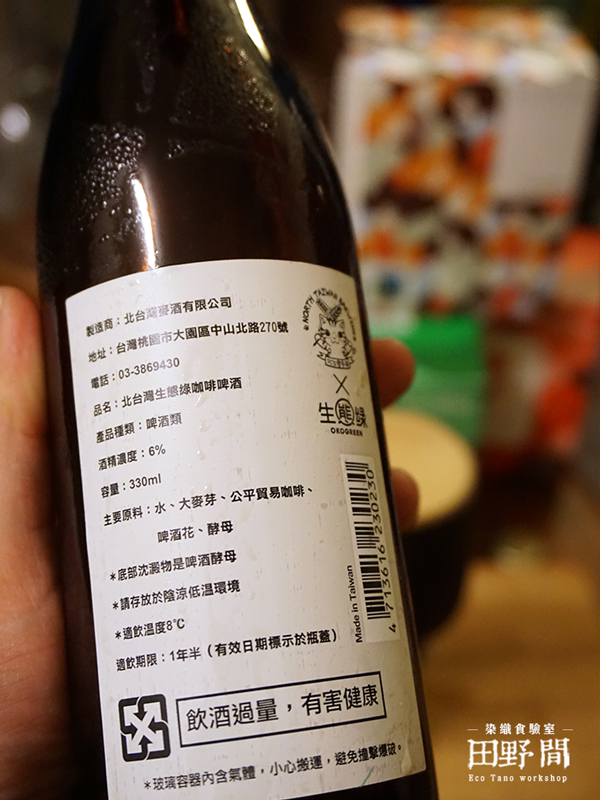 製造商：北台灣麥酒有限公司
地址：台灣桃園市大園區中山北路270號
電話：03-3869430
品名：北台灣生態綠咖啡啤酒
產品種類：啤酒類
酒精濃度：6%
容量：330ml
主要原料：水、大麥芽、公平貿易咖啡、
啤酒花、酵母
＊底部沈澱物是啤酒酵母
＊請存放於陰涼低温環境
＊適飲温度8℃
適飲期限：1年半（有效日期標示於瓶蓋）
飲酒過量，有害健康
＊玻璃容器內含氣體，小心搬運，避免撞擊爆破。
NORTH TAIWAN
×
生態綠
OKOGREEN
Made in Taiwan
4713616230230
染織食驗室
田野間
Eco Tano workshop